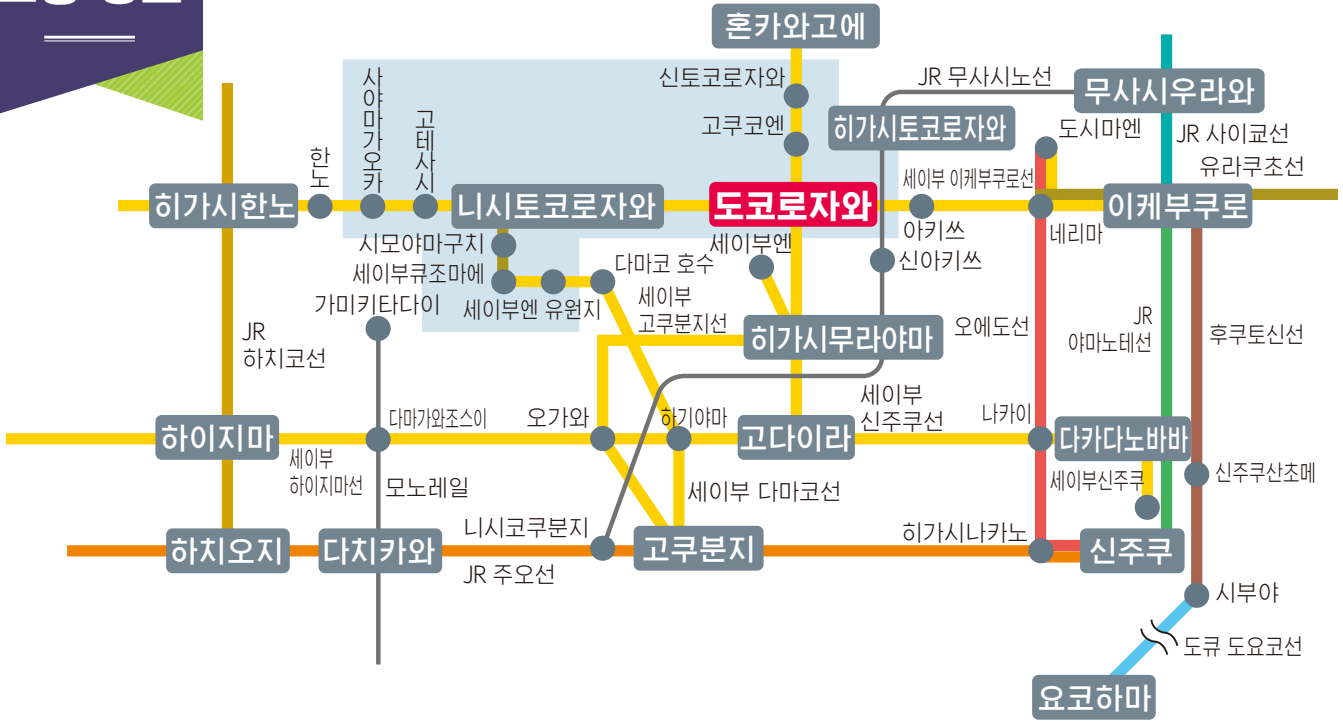 혼카와고에
신토코로자와
고쿠코엔
JR 무사시노선
무사시우라와
히가시토코로자와
도시마엔
JR 사이쿄선
유라쿠초선
사야마가오카
고테사시
한노
히가시한노
니시토코로자와
도코로자와
세이부 이케부쿠로선
이케부쿠로
아키쓰
네리마
시모야마구치
세이부엔
신아키쓰
세이부큐조마에
다마코 호수
가미키타다이
세이부엔 유원지
세이부
고쿠분지선
히가시무라야마
오에도선
JR
야마노테선
후쿠토신선
JR
하치코선
하이지마
다마가와조스이
오가와
하기야마
고다이라
세이부
신주쿠선
나카이
다카다노바바
세이부
하이지마선
모노레일
세이부 다마코선
세이부신주쿠
신주쿠산초메
하치오지
다치카와
니시코쿠분지
고쿠분지
히가시나카노
신주쿠
JR 주오선
시부야
도큐 도요코선
요코하마